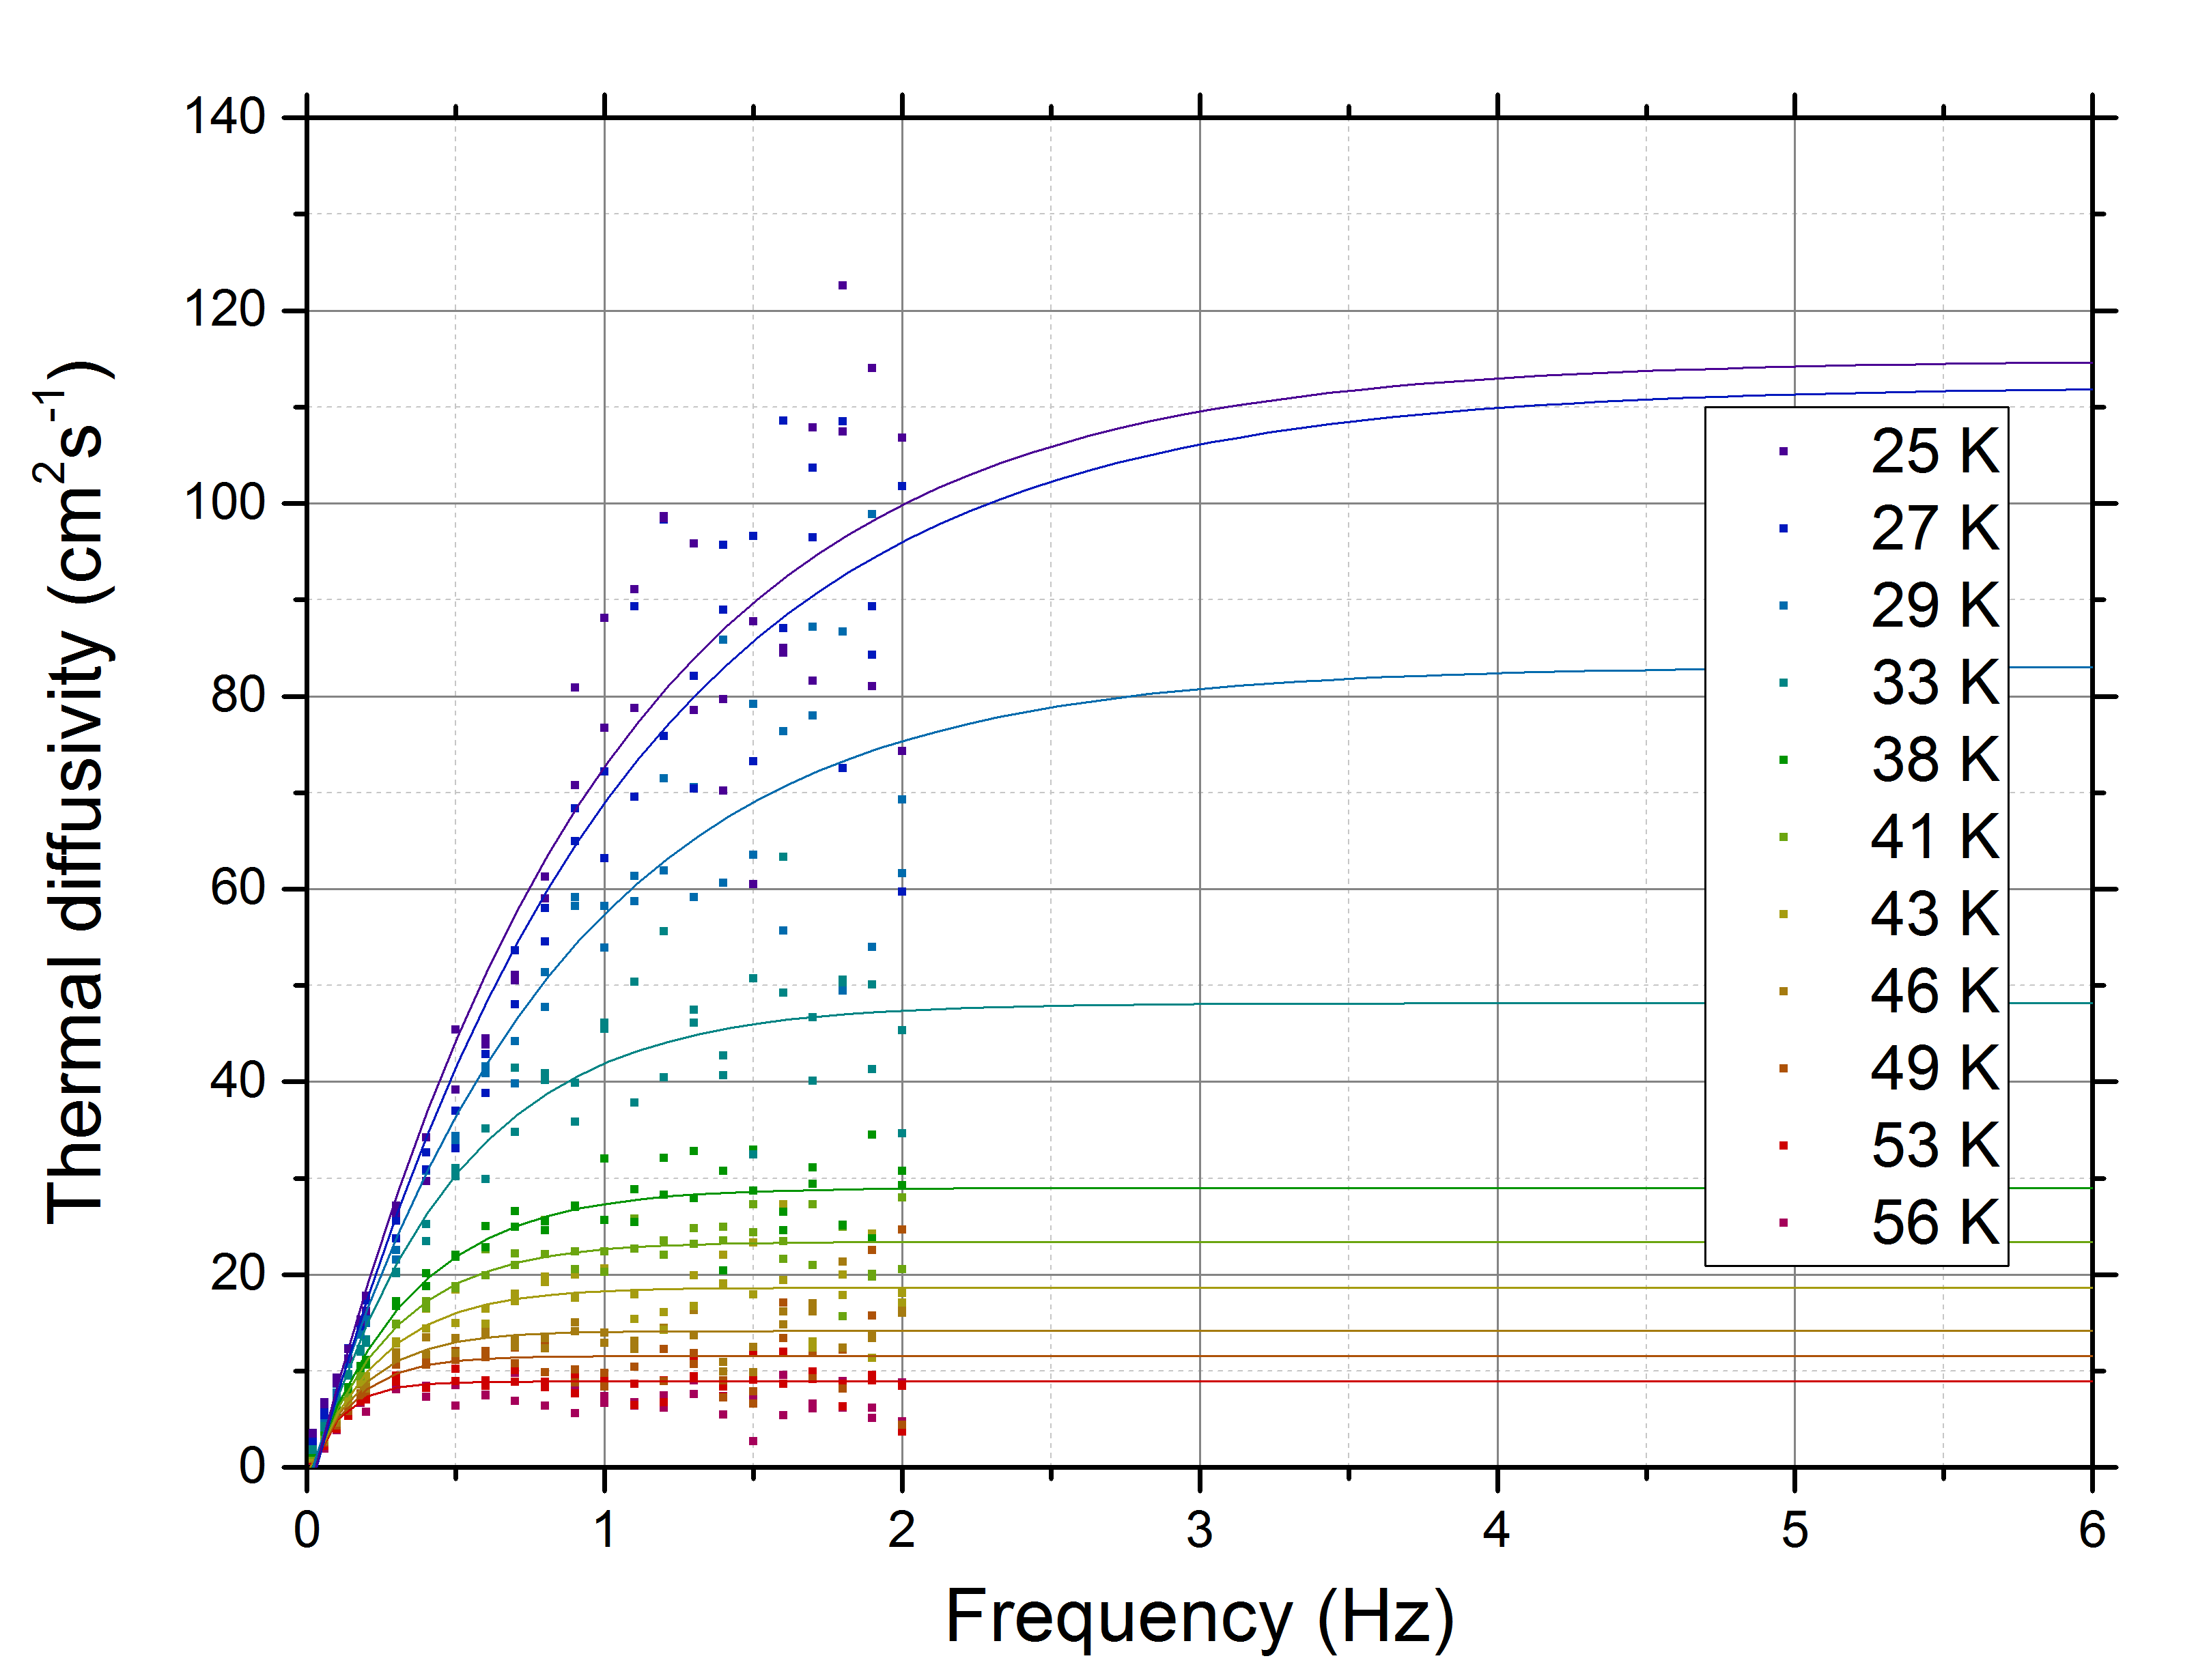 140
120
100
80
60
40
20
0
Thermal diffusivity (cm²s⁻¹)
25 K
27 K
29 K
33 K
38 K
41 K
43 K
46 K
49 K
53 K
56 K
0 1 2 3 4 5 6
Frequency (Hz)